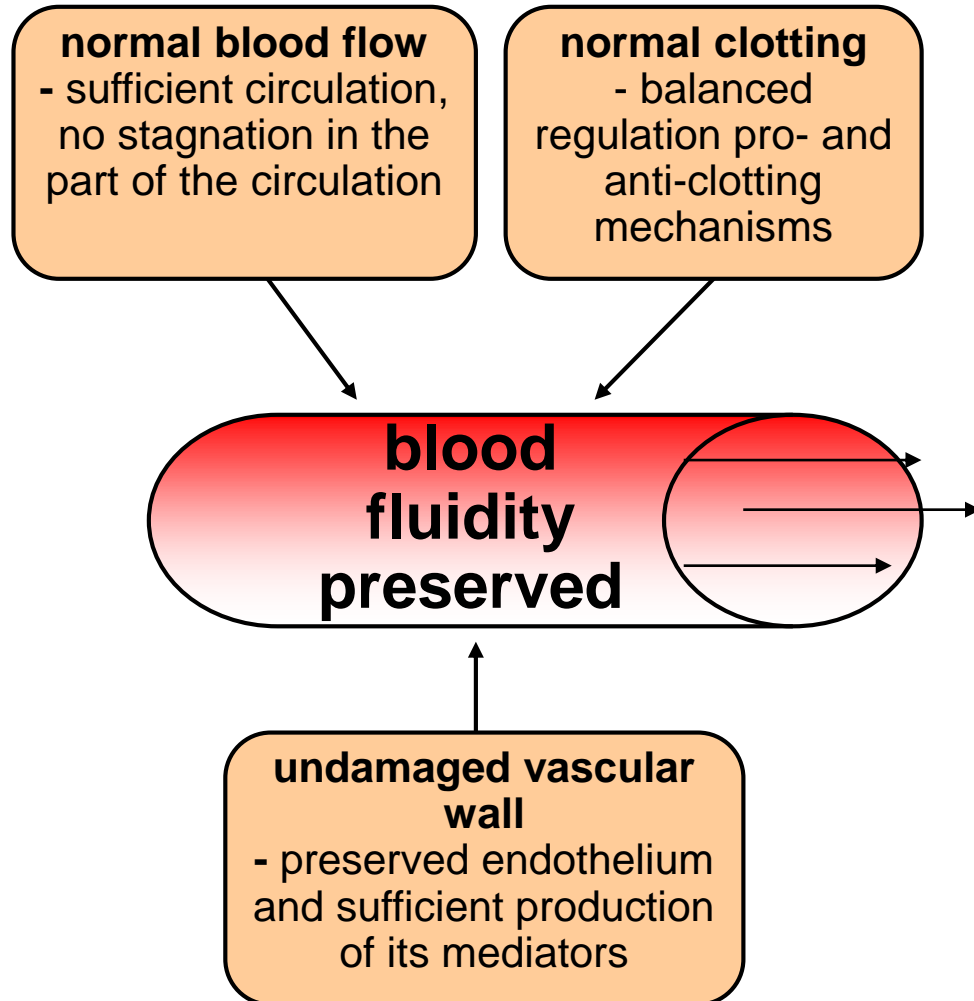 normal blood flow
- sufficient circulation,
no stagnation in the
part of the circulation
normal clotting
- balanced
regulation pro- and
anti-clotting
mechanisms
blood
fluidity
preserved
undamaged vascular
wall
- preserved endothelium
and sufficient production
of its mediators